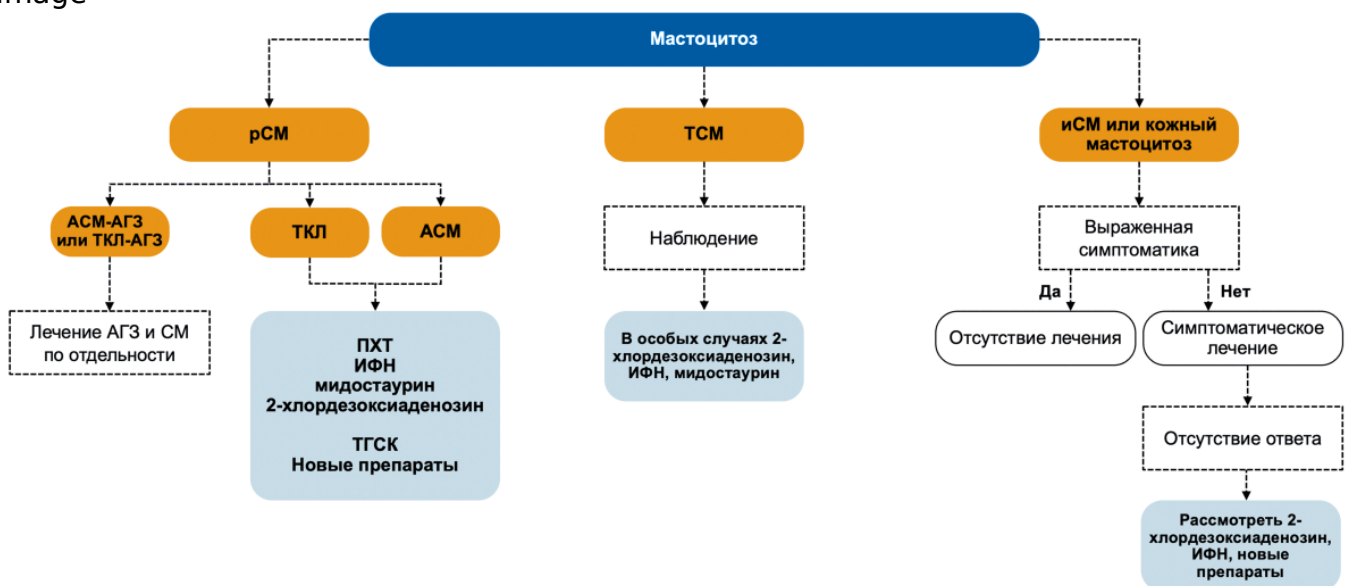 image
Мастоцитоз
рСМ
ТСМ
иСМ или кожный
мастоцитоз
АСМ-АГЗ
или ТКЛ-АГЗ
ТКЛ
АСМ
Наблюдение
Выраженная
симптоматика
Да
Нет
Лечение АГЗ и СМ
по отдельности
ПХТ
ИФН
мидостаурин
2-хлордезоксиаденозин
ТГСК
Новые препараты
В особых случаях 2-
хлордезоксиаденозин,
ИФН, мидостаурин
Отсутствие лечения
Симптоматическое
лечение
Отсутствие ответа
Рассмотреть 2-
хлордезоксиаденозин,
ИФН, новые
препараты